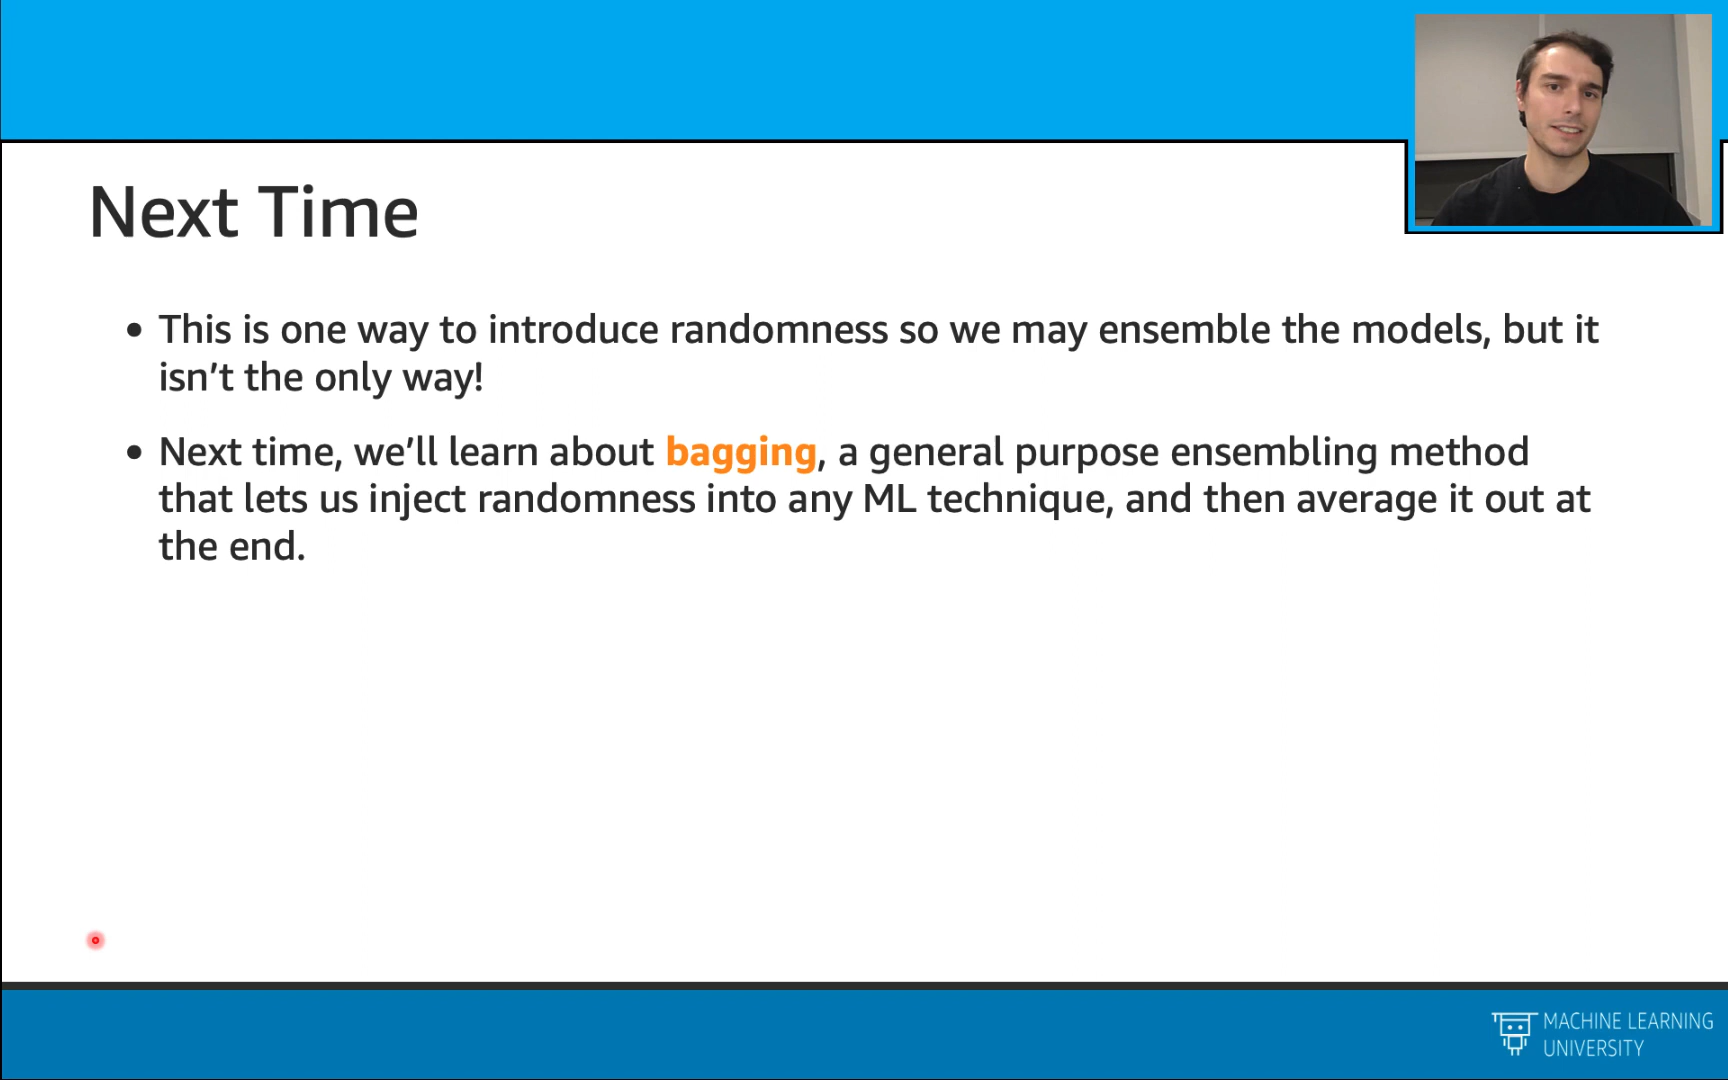 Next Time
• This is one way to introduce randomness so we may ensemble the models, but it
isn’t the only way!
• Next time, we’ll learn about bagging, a general purpose ensembling method
that lets us inject randomness into any ML technique, and then average it out at
the end.
MACHINE LEARNING
UNIVERSITY